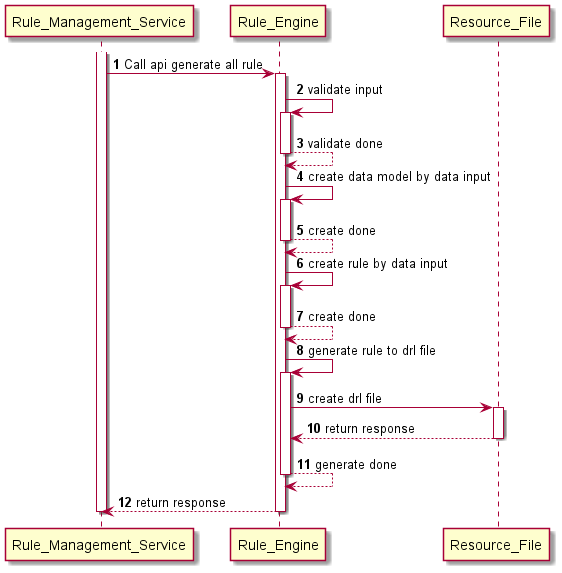 Rule_Management_Service
Rule_Engine
Resource_File
1 Call api generate all rule
2 validate input
3 validate done
4 create data model by data input
5 create done
6 create rule by data input
7 create done
8 generate rule to drl file
9 create drl file
10 return response
11 generate done
12 return response
Rule_Management_Service
Rule_Engine
Resource_File